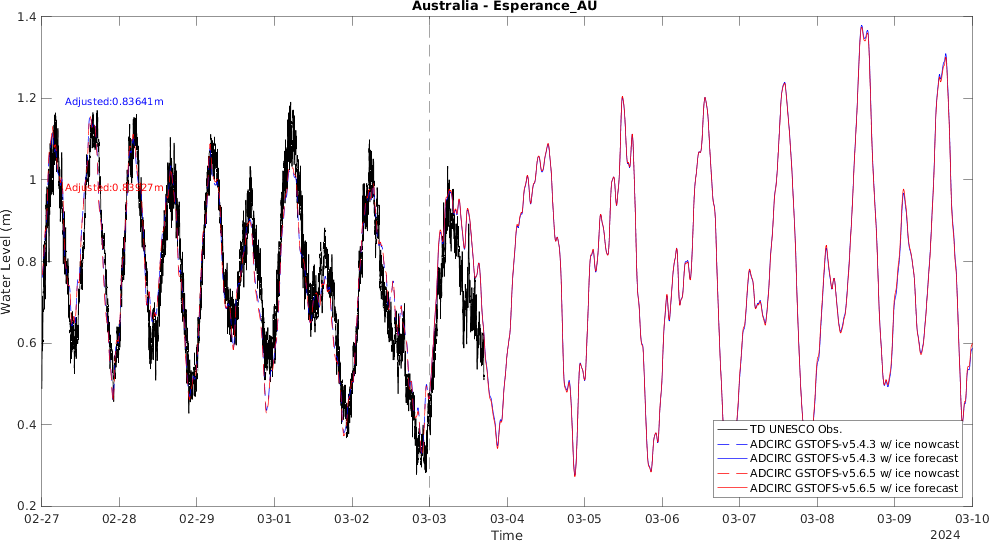 Australia - Esperance_AU
1.4
1.2
1
0.8
0.6
0.4
0.2
Water Level (m)
Adjusted:0.83641m
Adjusted:0.83927m
TD UNESCO Obs.
ADCIRC GSTOFS-v5.4.3 w/ ice nowcast
ADCIRC GSTOFS-v5.4.3 w/ ice forecast
ADCIRC GSTOFS-v5.6.5 w/ ice nowcast
ADCIRC GSTOFS-v5.6.5 w/ ice forecast
02-27 02-28 02-29 03-01 03-02 03-03 03-04 03-05 03-06 03-07 03-08 03-09 03-10
Time
2024